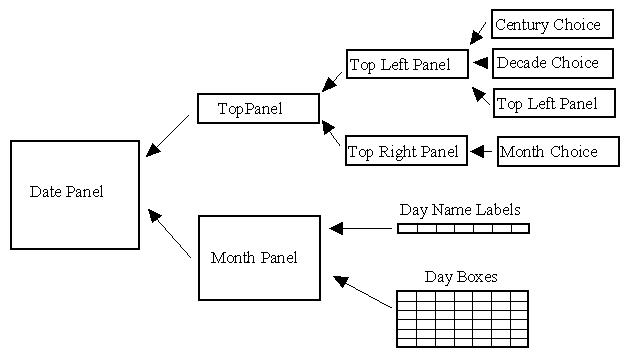 Century Choice
Top Left Panel
Decade Choice
TopPanel
Top Left Panel
Top Right Panel
Month Choice
Date Panel
Day Name Labels
Month Panel
Day Boxes